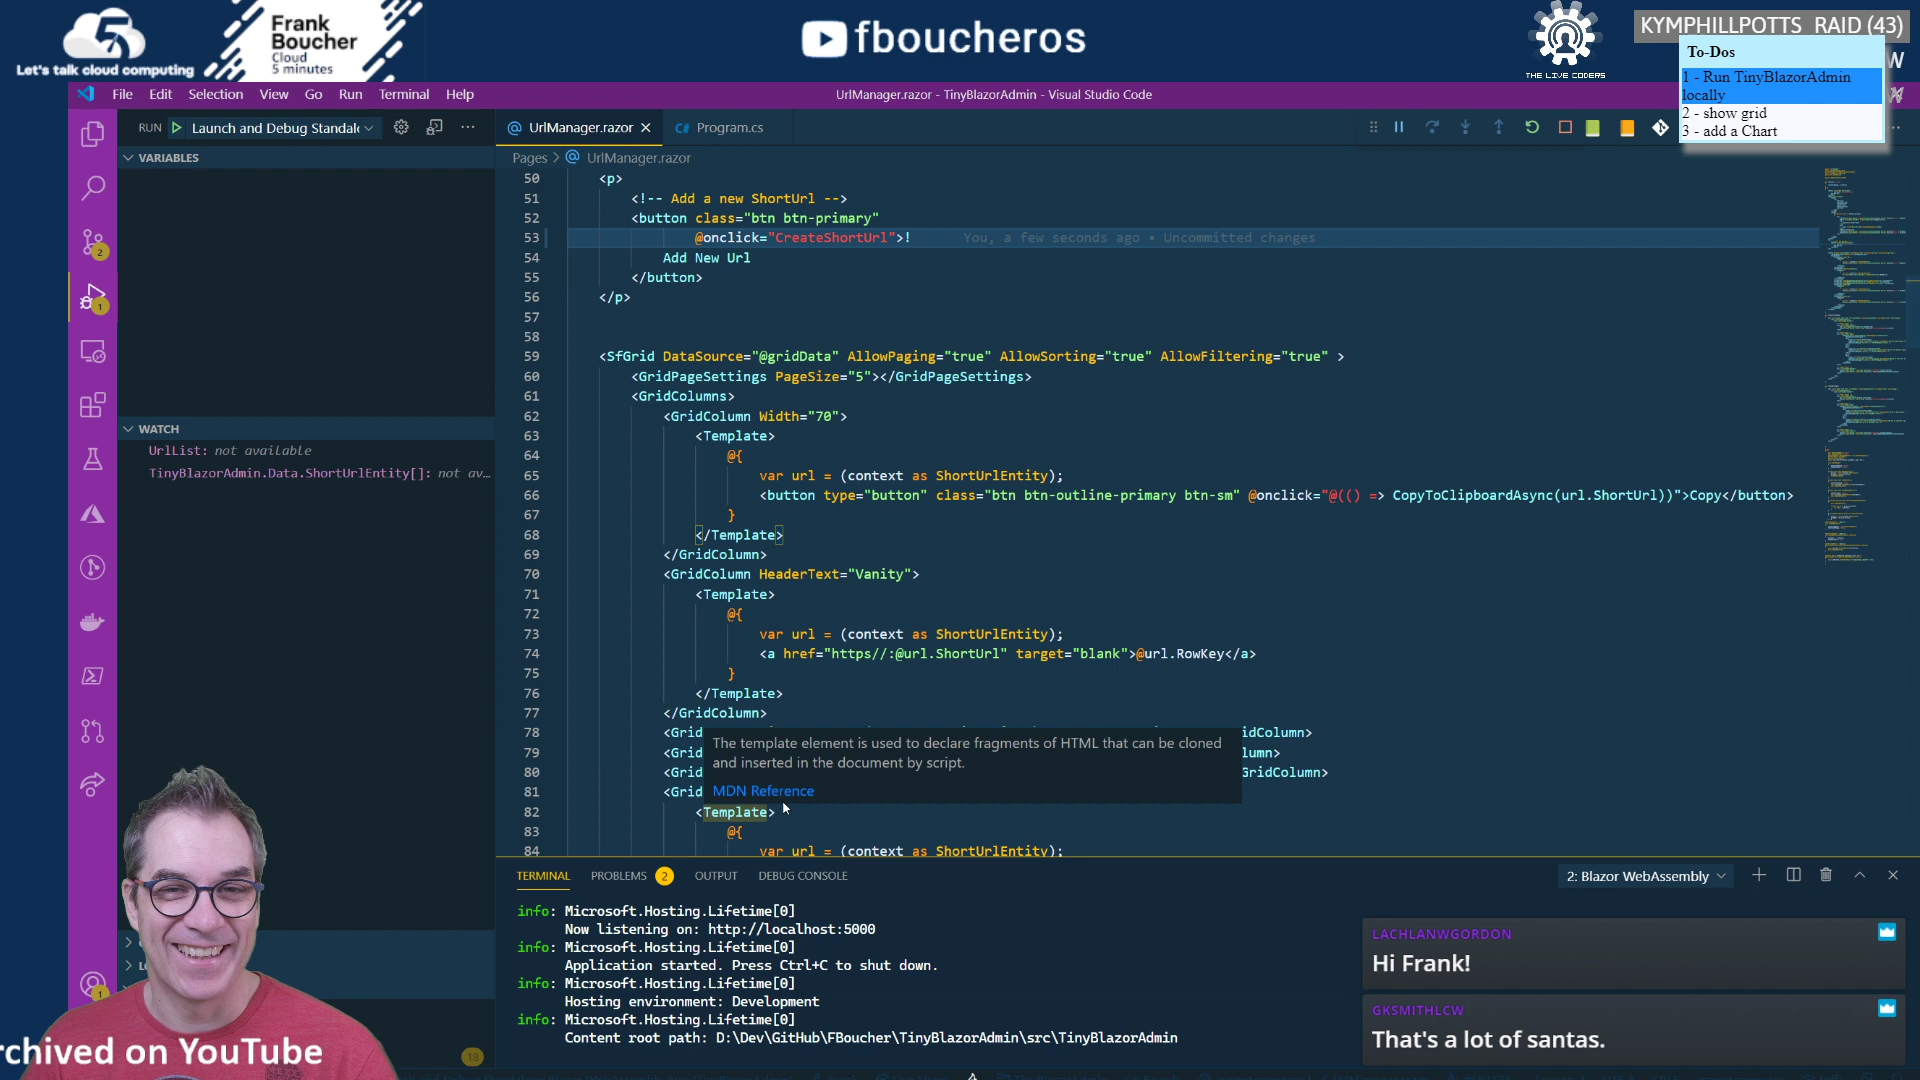 5
Let's talk cloud computing
Frank
Boucher
Cloud
5 minutes
fboucheros
THE LIVE CODERS
KYMPHILLPOTTS RAID (43)
W
To-Dos
1 - Run TinyBlazorAdmin
locally
2 - show grid
3 - add a Chart
File Edit Selection View Go Run Terminal Help
UrlManager.razor - TinyBlazorAdmin - Visual Studio Code
RUN Launch and Debug Standal
UrlManager.razor
Program.cs
VARIABLES
Pages > UrlManager.razor
WATCH
UrlList: not available
TinyBlazorAdmin.Data.ShortUrlEntity[]: not av...
50 <p>
51 <!-- Add a new ShortUrl -->
52 <button class="btn btn-primary"
53 @onclick="CreateShortUrl">! You, a few seconds ago • Uncommitted changes
54 Add New Url
55 </button>
56 </p>
57
58
59 <SfGrid DataSource="@gridData" AllowPaging="true" AllowSorting="true" AllowFiltering="true" >
60 <GridPageSettings PageSize="5"></GridPageSettings>
61 <GridColumns>
62 <GridColumn Width="70">
63 <Template>
64 @{
65 var url = (context as ShortUrlEntity);
66 <button type="button" class="btn btn-outline-primary btn-sm" @onclick="@(() => CopyToClipboardAsync(url.ShortUrl))">Copy</button>
67 }
68 </Template>
69 </GridColumn>
70 <GridColumn HeaderText="Vanity">
71 <Template>
72 @{
73 var url = (context as ShortUrlEntity);
74 <a href="https//:@url.ShortUrl" target="blank">@url.RowKey</a>
75 }
76 </Template>
77 </GridColumn>
78 <Grid idColumn>
79 <Grid lumn>
80 <Grid GridColumn>
81 <Grid
The template element is used to declare fragments of HTML that can be cloned
and inserted in the document by script.
MDN Reference
82 <Template>
83 @{
84 var url = (context as ShortUrlEntity);
TERMINAL PROBLEMS 2 OUTPUT DEBUG CONSOLE
2: Blazor WebAssembly
info: Microsoft.Hosting.Lifetime[0]
Now listening on: http://localhost:5000
info: Microsoft.Hosting.Lifetime[0]
Application started. Press Ctrl+C to shut down.
info: Microsoft.Hosting.Lifetime[0]
Hosting environment: Development
info: Microsoft.Hosting.Lifetime[0]
Content root path: D:\Dev\GitHub\FBoucher\TinyBlazorAdmin\src\TinyBlazorAdmin
LACHLANWGORDON
Hi Frank!
GKSMITHLCW
That's a lot of santas.
rchived on YouTube
18